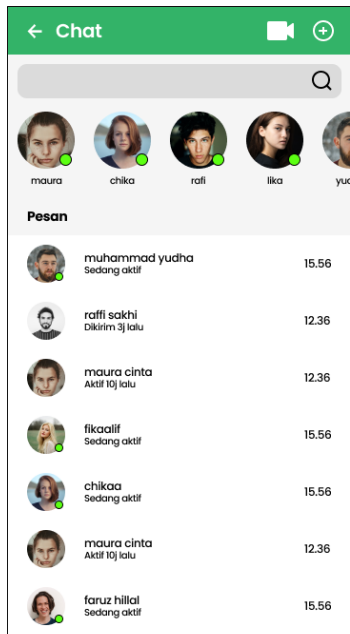 Chat
maura chika rafi lika
Pesan
muhammad yudha 15.56
Sedang aktif
raffi sakhi 12.36
Dikirim 3j lalu
maura cinta 12.36
Aktif 10j lalu
fikaalif 15.56
Sedang aktif
chikaa 15.56
Sedang aktif
maura cinta 12.36
Aktif 10j lalu
faruz hillal 15.56
Sedang aktif